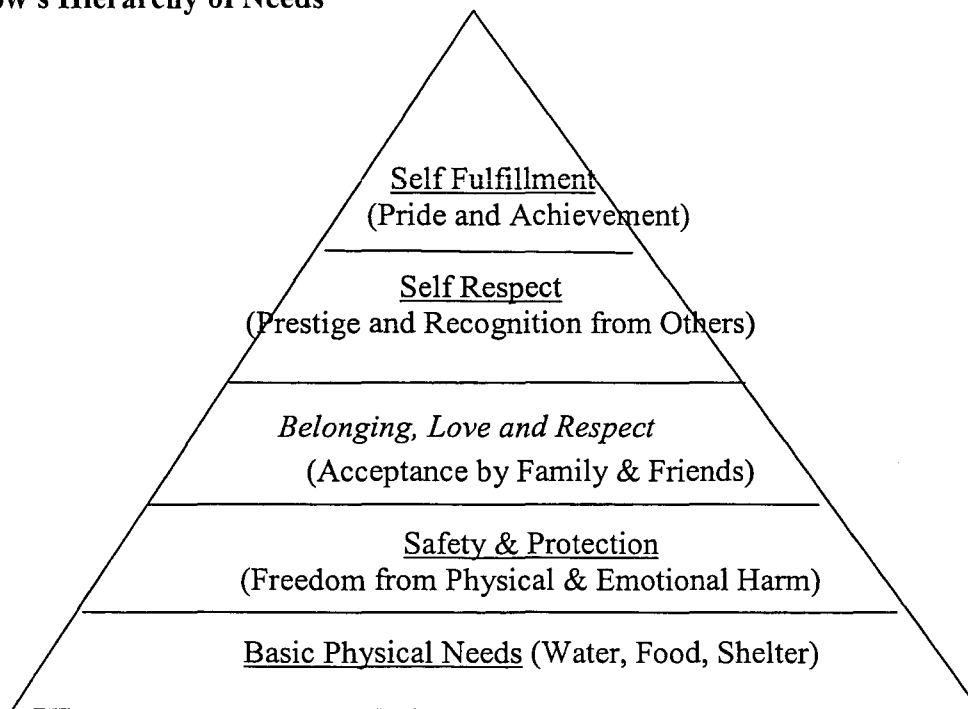 Hierarchy of Needs
Self Fulfillment
(Pride and Achievement)
Self Respect
(Prestige and Recognition from Others)
Belonging, Love and Respect
(Acceptance by Family & Friends)
Safety & Protection
(Freedom from Physical & Emotional Harm)
Basic Physical Needs (Water, Food, Shelter)